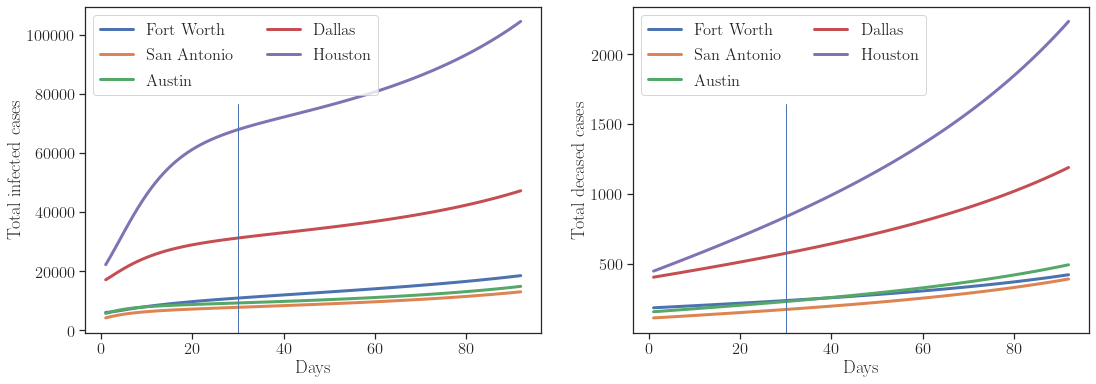 Fort Worth
San Antonio
Austin
Dallas
Houston
Total infected cases
100000
80000
60000
40000
20000
0
0 20 40 60 80
Days
Fort Worth
San Antonio
Austin
Dallas
Houston
Total decased cases
2000
1500
1000
500
0 20 40 60 80
Days